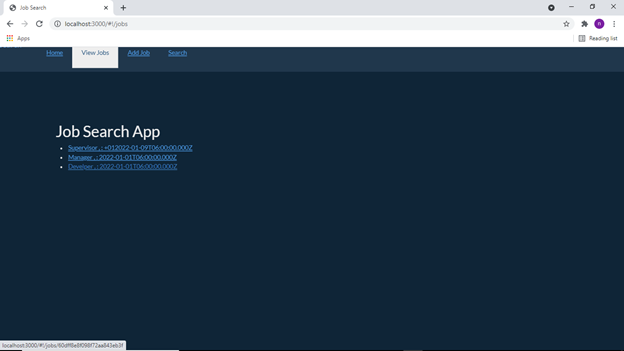 Job Search
localhost:3000/#!/jobs
n
Apps
Reading list
Home View Jobs Add Job Search
Job Search App
Supervisor , : +012022-01-09T06:00:00.000Z
Manager , : 2022-01-01T06:00:00.000Z
Develper , : 2022-01-01T06:00:00.000Z
localhost:3000/#!/jobs/60dff8e8f098f72aa843eb3f